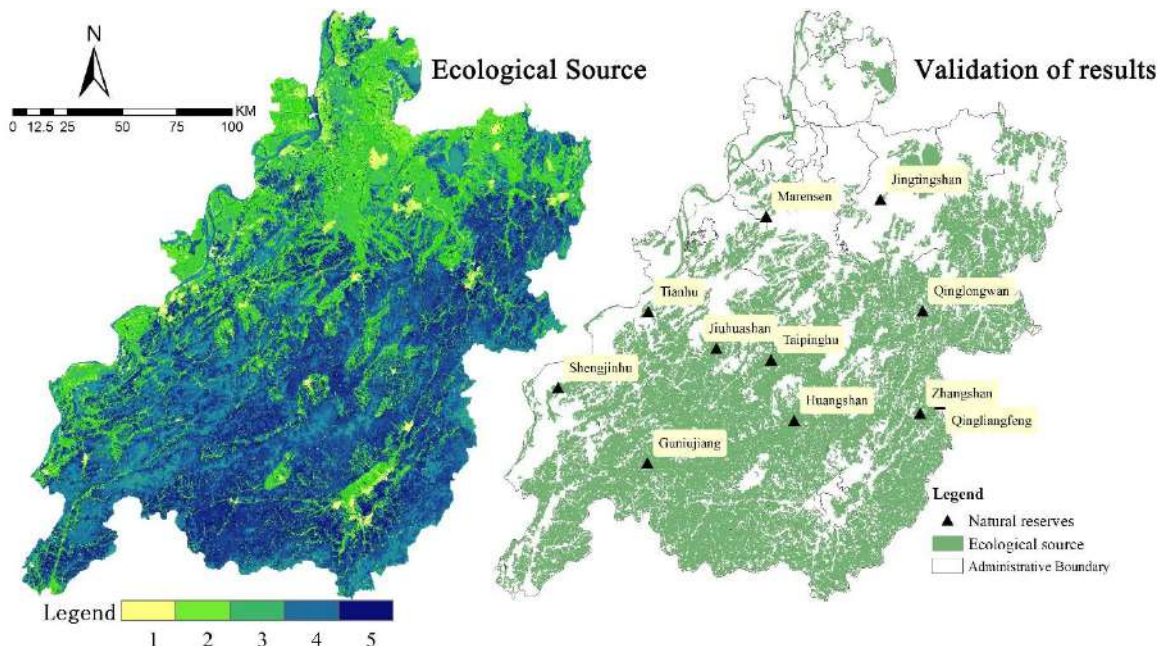 N
Ecological Source
KM
0 12.5 25 50 75 100
Legend
1 2 3 4 5
Validation of results
Jingtingshan
Marensen
Tianhu
Qinglongwan
Jiuhuashan
Taipinghu
Shengjinhu
Huangshan
Zhangshan
Qingliangfeng
Guniujiang
Legend
Natural reserves
Ecological source
Administrative Boundary